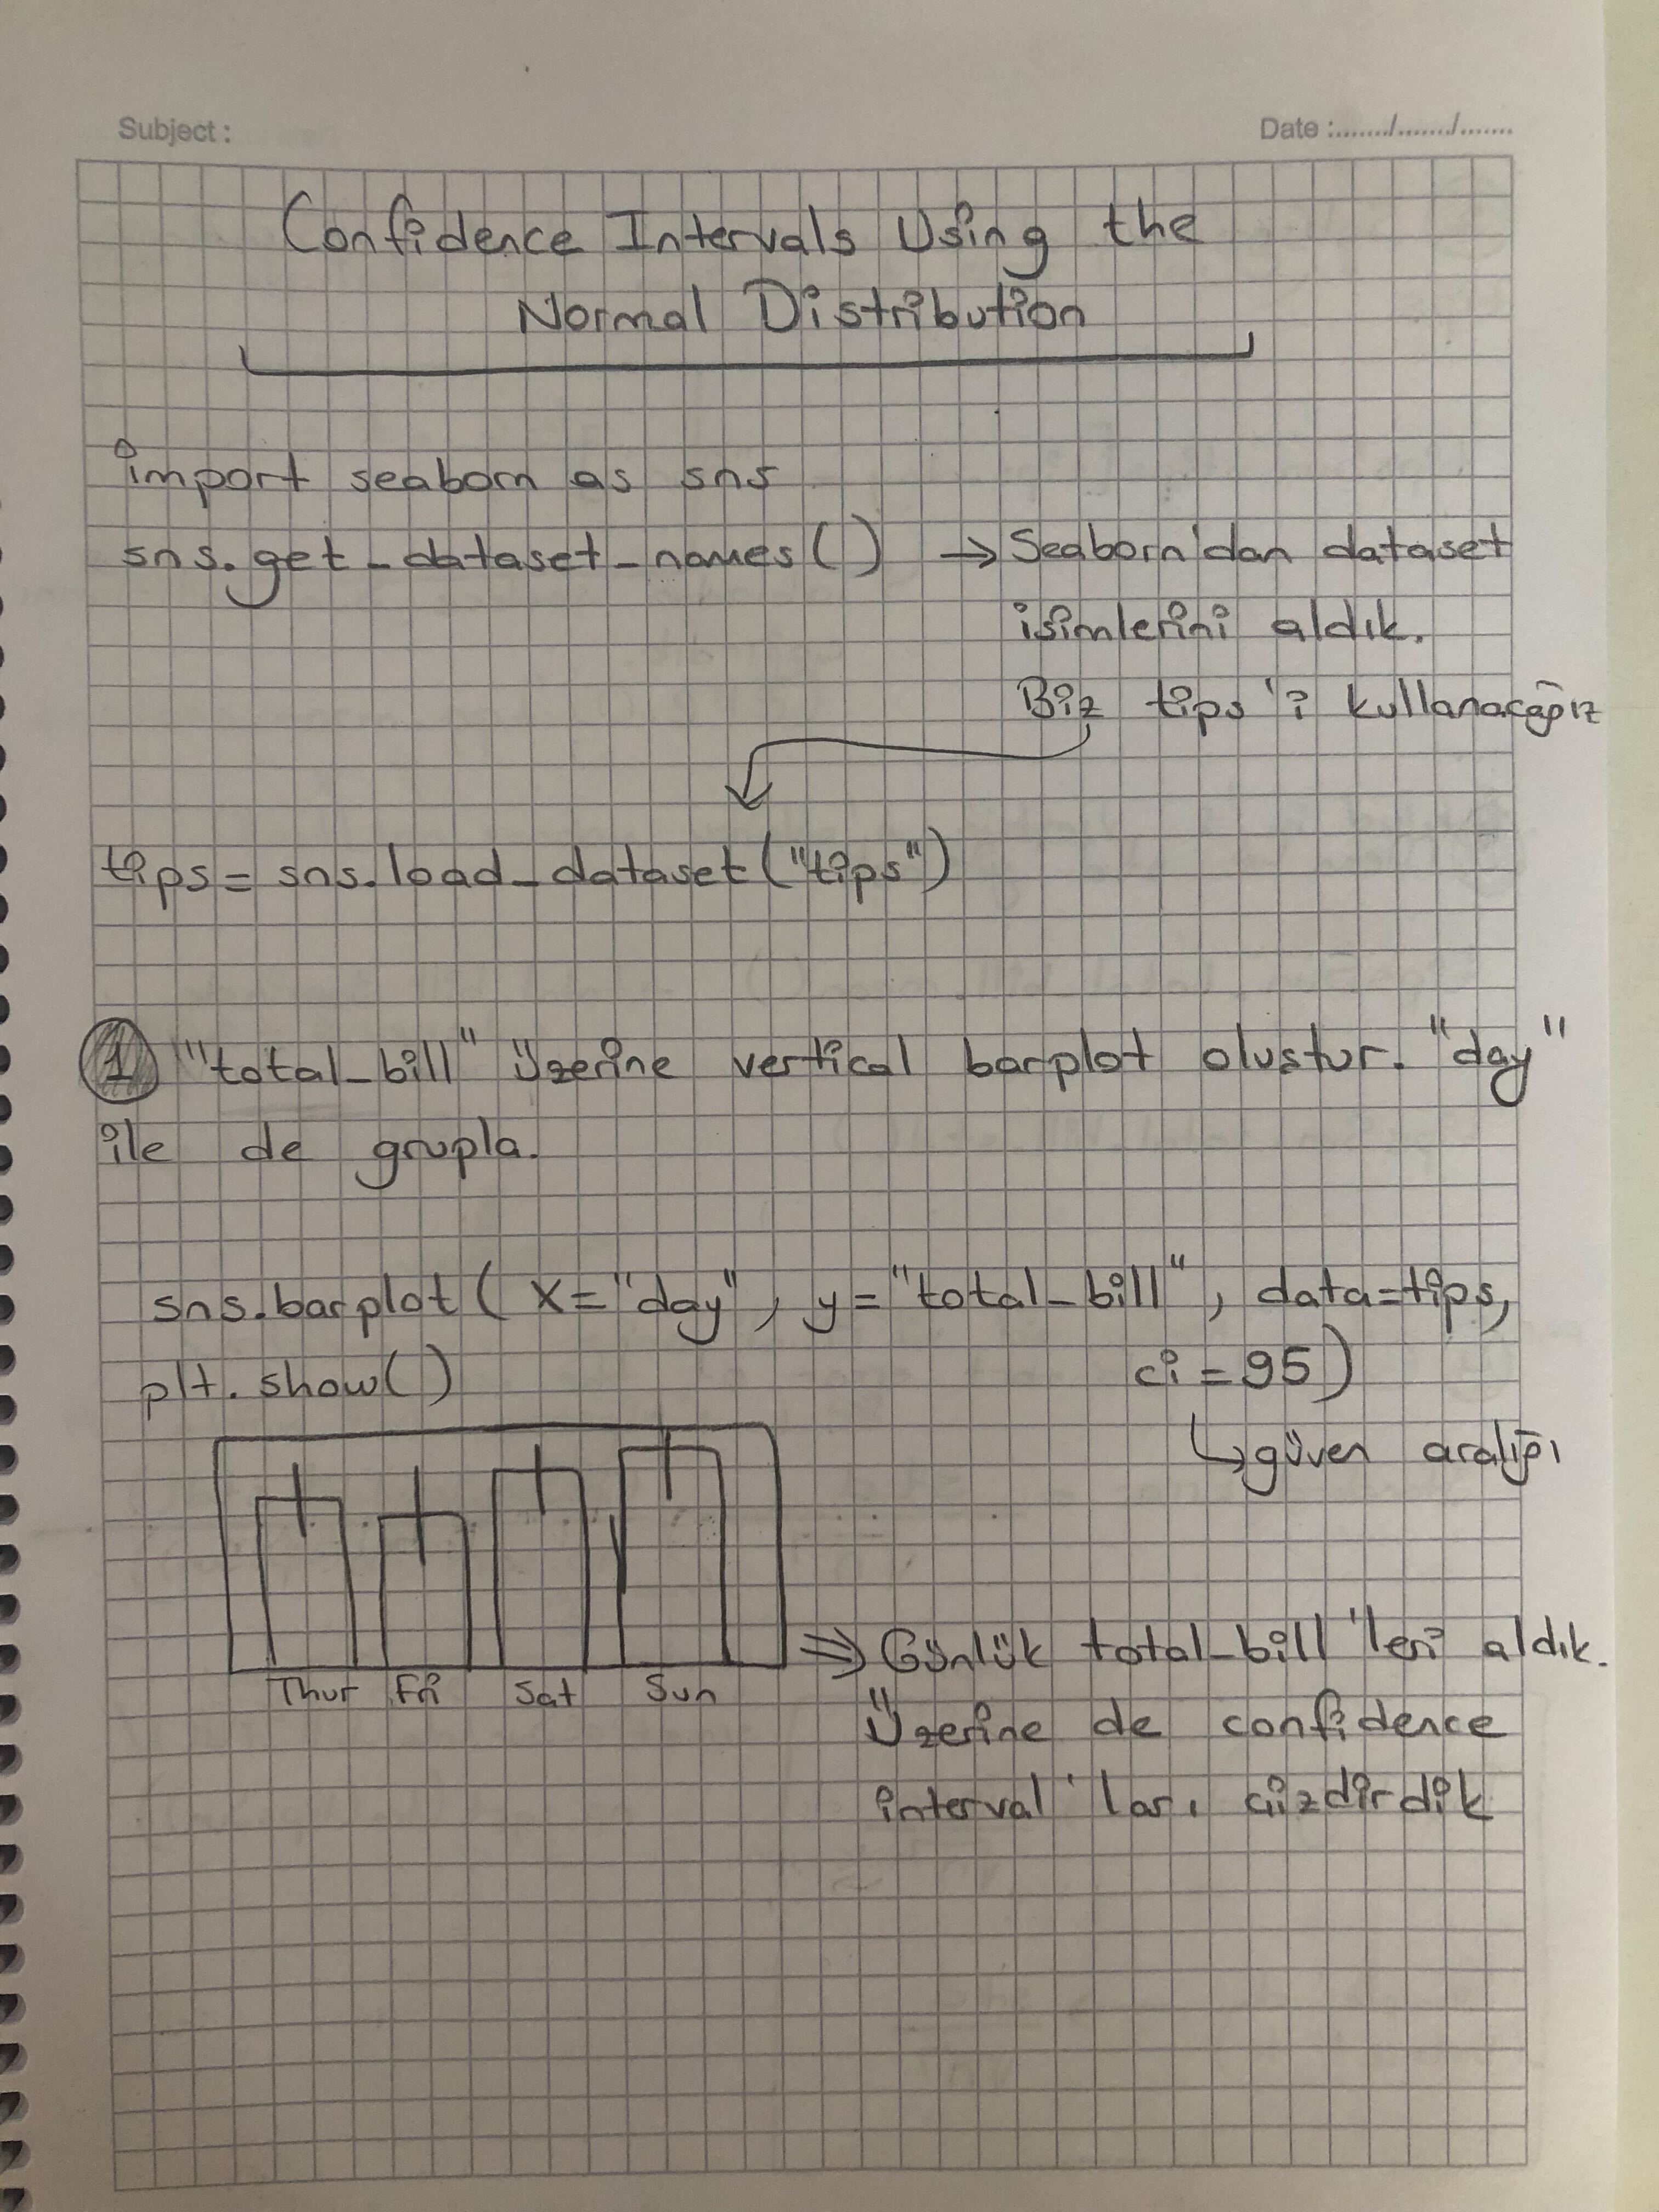 Subject :
Date :......../......../........
Confidence Intervals Using the
Normal Distribution
import seaborn as sns
sns.get_dataset_names() → Seaborn'dan dataset
isimlerini aldık.
Biz tips'i kullanacağız
tips = sns.load_dataset("tips")
1 "total_bill" üzerine vertical barplot olustur. "day"
ile de grupla.
sns.barplot( x="day", y="total_bill", data=tips,
ci=95)
plt.show()
↳ güven aralığı
Thur Fri Sat Sun
⇒ Günlük total_bill'leri aldık.
Üzerine de confidence
interval'ları çizdirdik